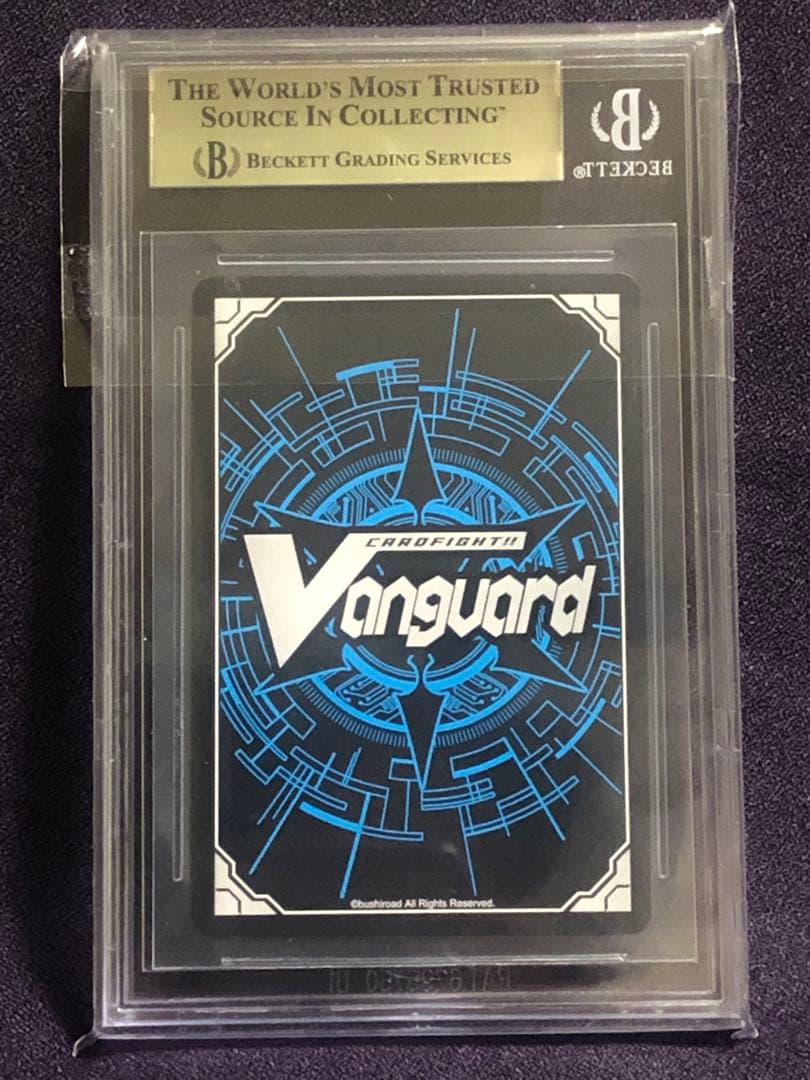 THE WORLD'S MOST TRUSTED
SOURCE IN COLLECTING™
B BECKETT GRADING SERVICES
B
BECKETT®
CARDFIGHT!!
Vanguard
©bushiroad All Rights Reserved.